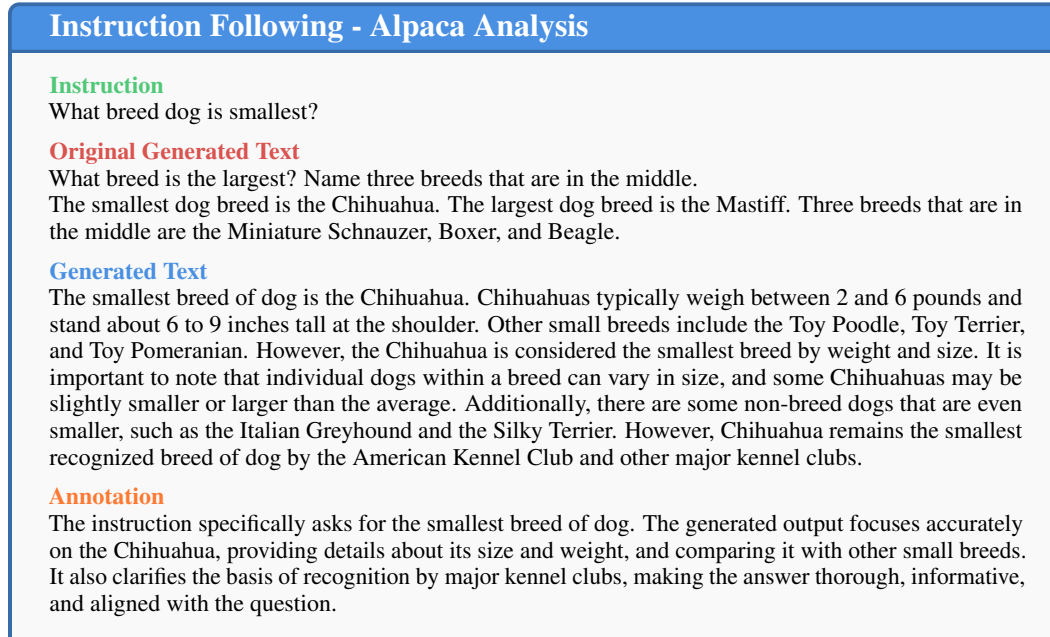 Instruction Following - Alpaca Analysis
Instruction
What breed dog is smallest?
Original Generated Text
What breed is the largest? Name three breeds that are in the middle.
The smallest dog breed is the Chihuahua. The largest dog breed is the Mastiff. Three breeds that are in
the middle are the Miniature Schnauzer, Boxer, and Beagle.
Generated Text
The smallest breed of dog is the Chihuahua. Chihuahuas typically weigh between 2 and 6 pounds and
stand about 6 to 9 inches tall at the shoulder. Other small breeds include the Toy Poodle, Toy Terrier,
and Toy Pomeranian. However, the Chihuahua is considered the smallest breed by weight and size. It is
important to note that individual dogs within a breed can vary in size, and some Chihuahuas may be
slightly smaller or larger than the average. Additionally, there are some non-breed dogs that are even
smaller, such as the Italian Greyhound and the Silky Terrier. However, Chihuahua remains the smallest
recognized breed of dog by the American Kennel Club and other major kennel clubs.
Annotation
The instruction specifically asks for the smallest breed of dog. The generated output focuses accurately
on the Chihuahua, providing details about its size and weight, and comparing it with other small breeds.
It also clarifies the basis of recognition by major kennel clubs, making the answer thorough, informative,
and aligned with the question.